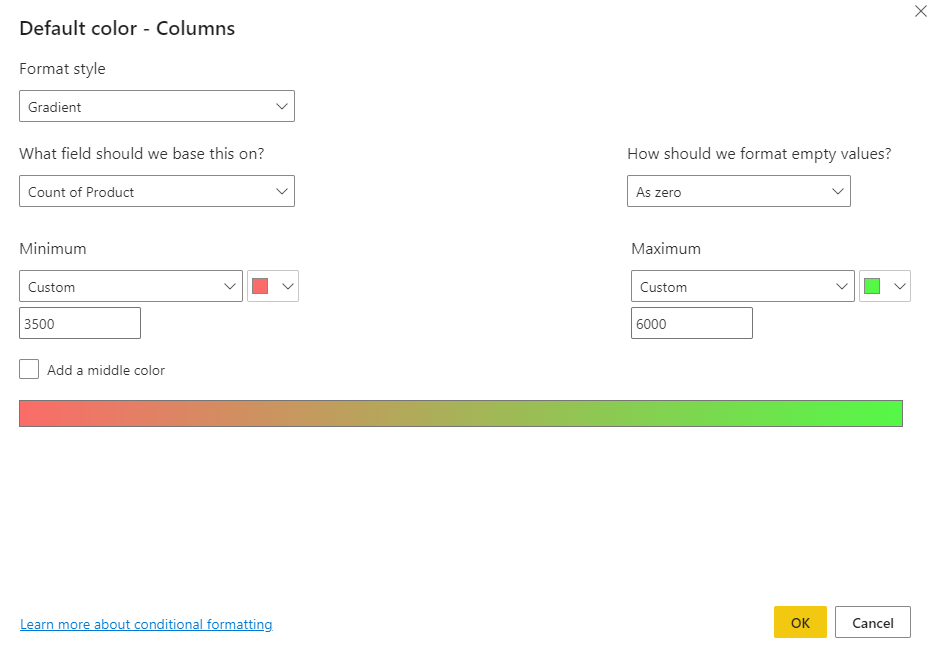 Default color - Columns
Format style
Gradient
What field should we base this on?
How should we format empty values?
Count of Product
As zero
Minimum
Maximum
Custom
Custom
3500
6000
Add a middle color
Learn more about conditional formatting
OK
Cancel